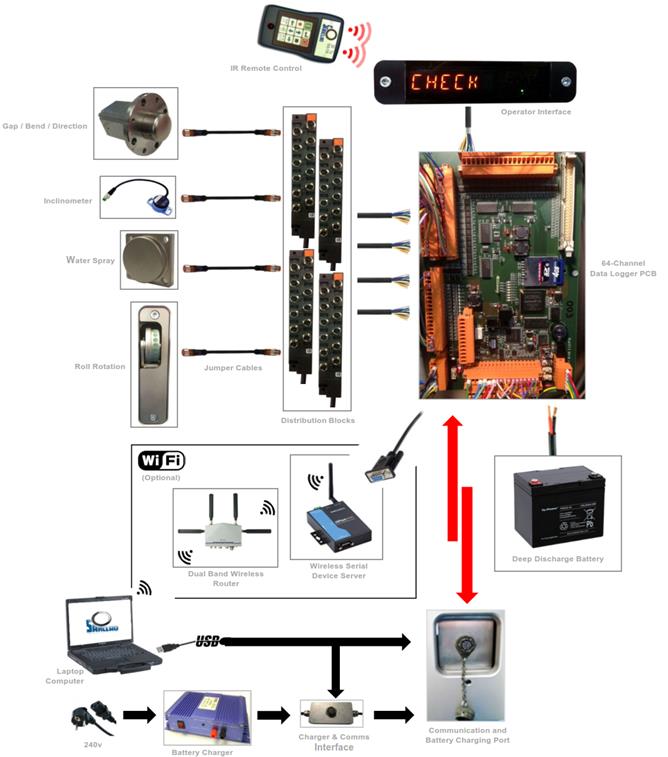 IR Remote Control
CHECK
Operator Interface
Gap / Bend / Direction
Inclinometer
Water Spray
Roll Rotation
Jumper Cables
Distribution Blocks
64-Channel
Data Logger PCB
003
WiFi
(Optional)
Dual Band Wireless
Router
Wireless Serial
Device Server
Deep Discharge Battery
SARCLAD
USB
Laptop
Computer
240v
Battery Charger
Charger & Comms
Interface
Communication and
Battery Charging Port